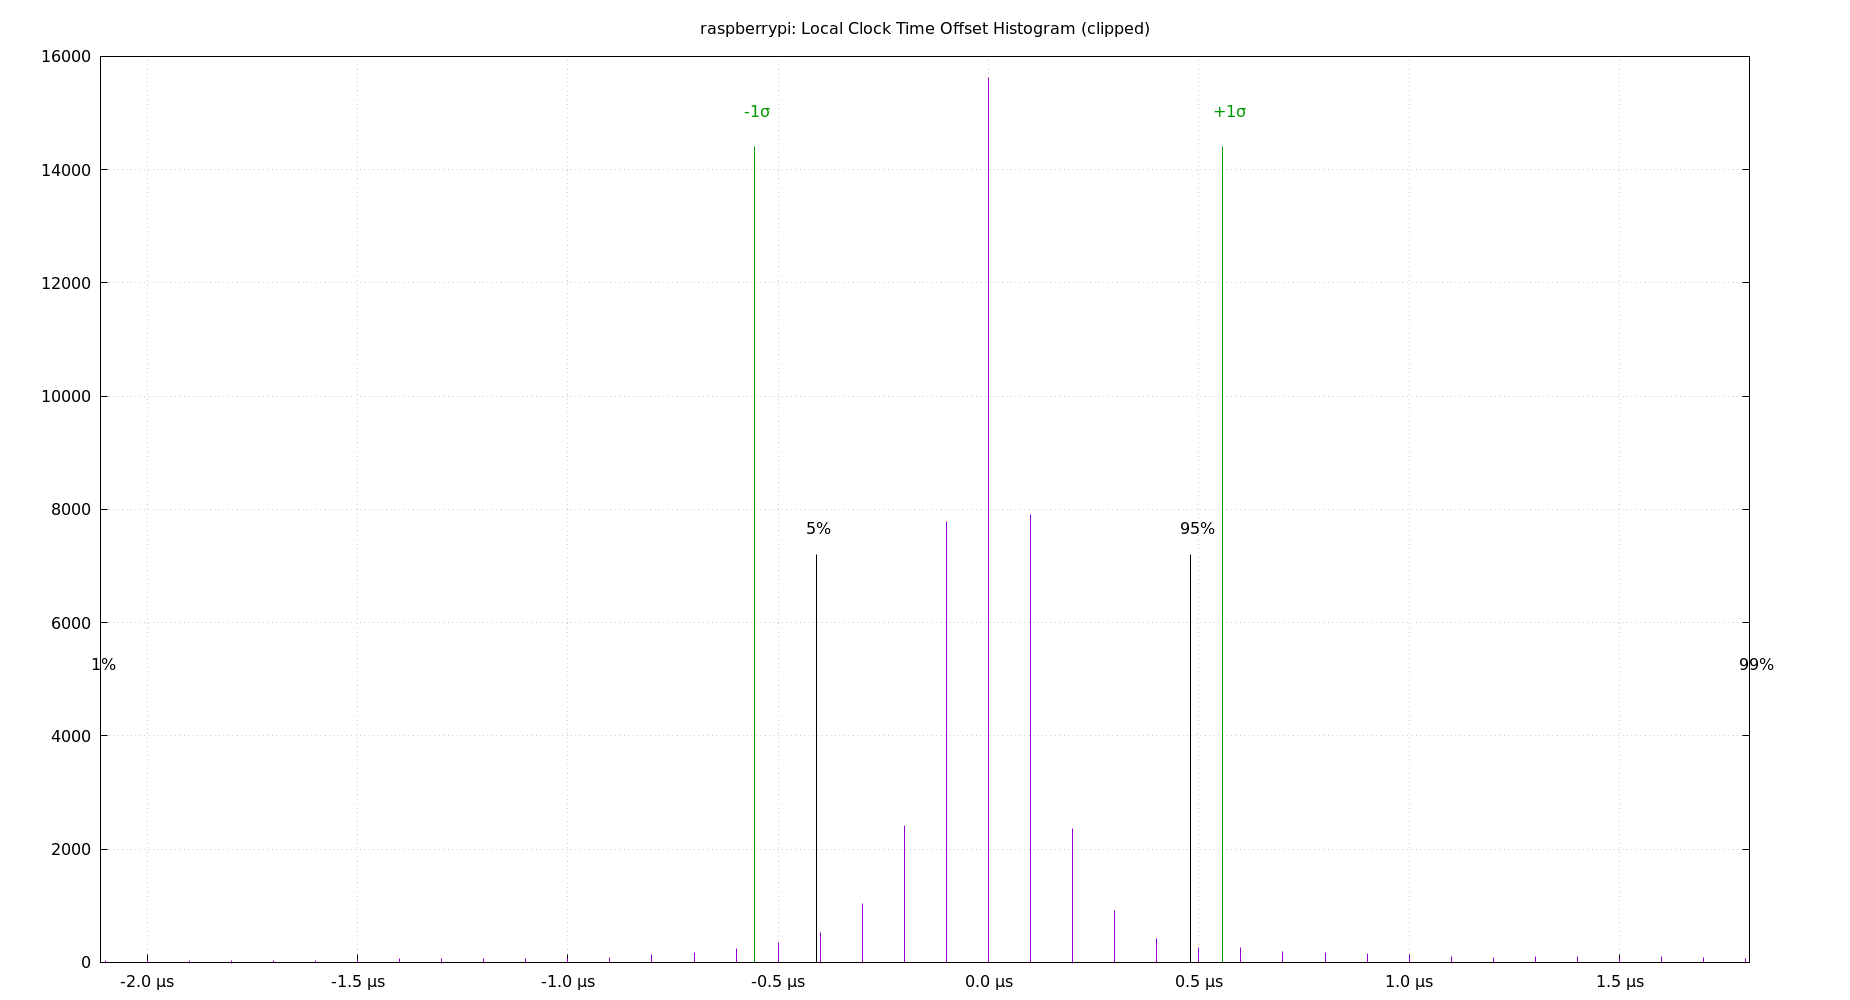 raspberrypi: Local Clock Time Offset Histogram (clipped)
16000
-1σ
+1σ
14000
12000
10000
8000
5%
95%
6000
1%
99%
4000
2000
0
-2.0 µs
-1.5 µs
-1.0 µs
-0.5 µs
0.0 µs
0.5 µs
1.0 µs
1.5 µs